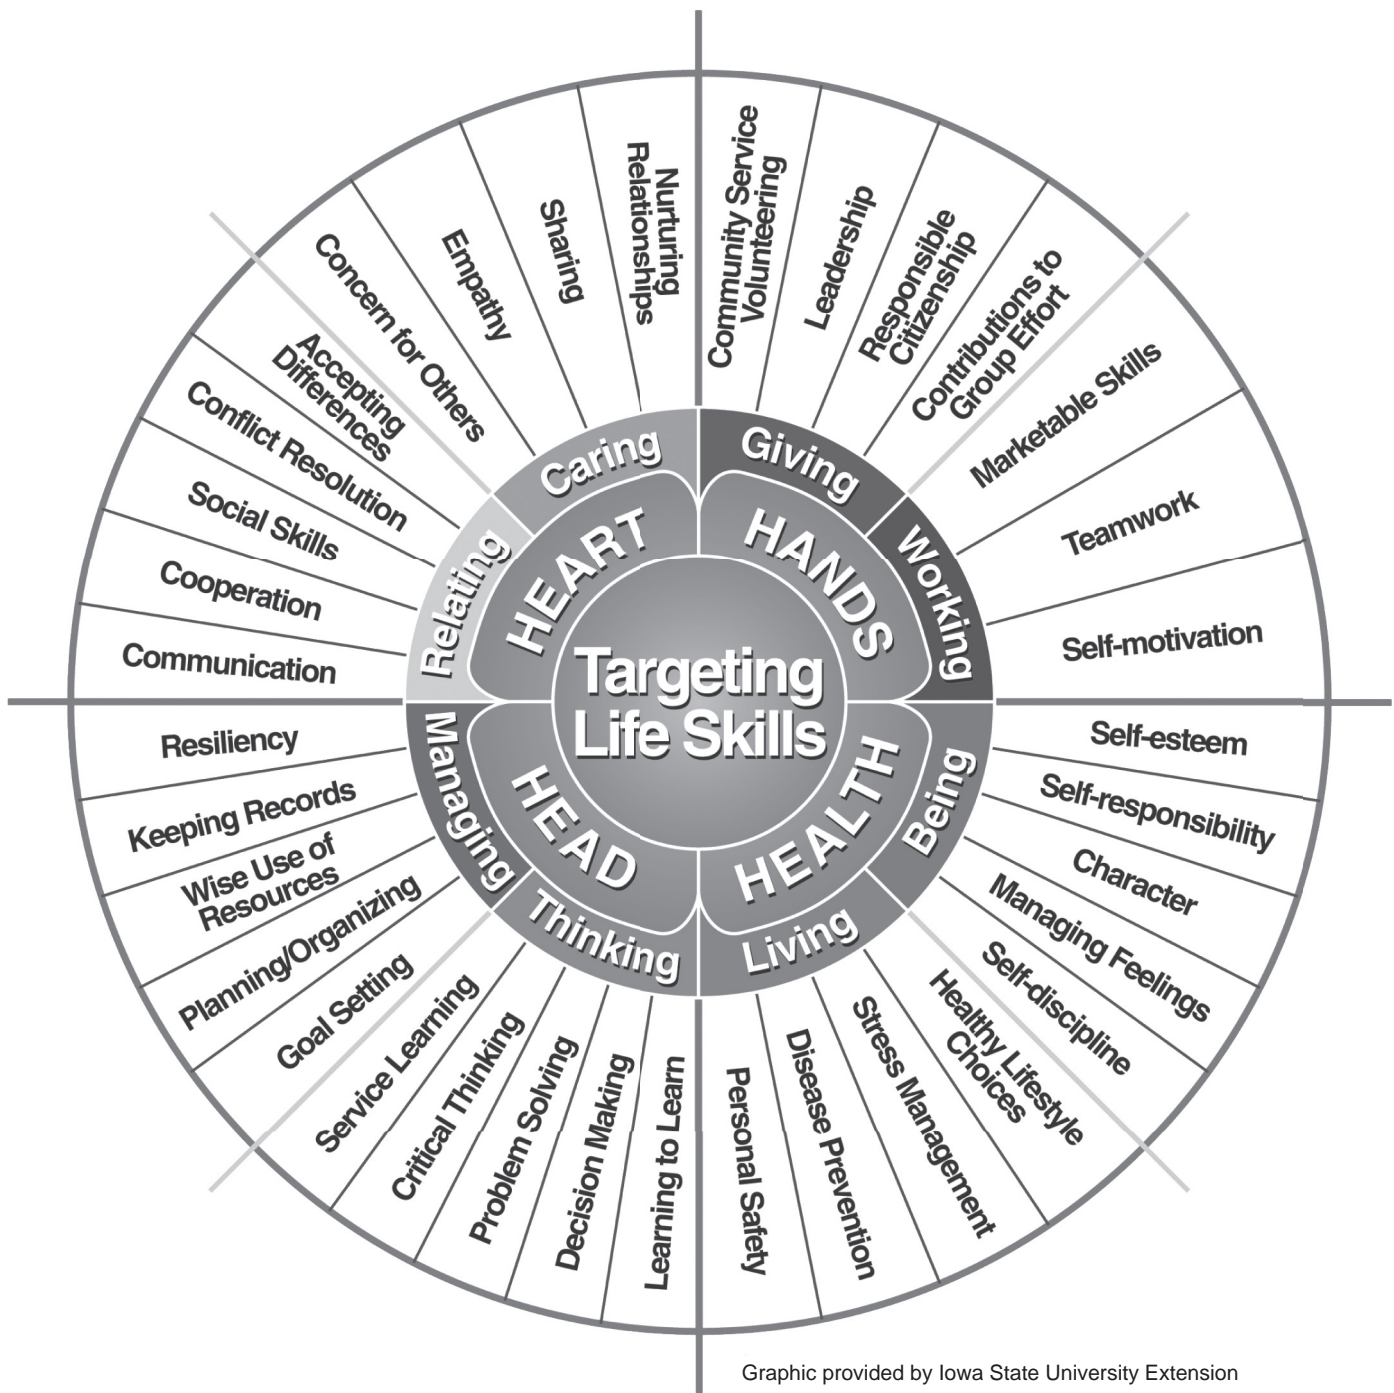 Targeting
Life Skills
HEART
HANDS
HEALTH
HEAD
Caring
Giving
Working
Being
Living
Thinking
Managing
Relating
Community Service
Volunteering
Leadership
Responsible
Citizenship
Contributions to
Group Effort
Marketable Skills
Teamwork
Self-motivation
Self-esteem
Self-responsibility
Character
Managing Feelings
Self-discipline
Healthy Lifestyle
Choices
Stress Management
Disease Prevention
Personal Safety
Learning to Learn
Decision Making
Problem Solving
Critical Thinking
Service Learning
Goal Setting
Planning/Organizing
Wise Use of
Resources
Keeping Records
Resiliency
Communication
Cooperation
Social Skills
Conflict Resolution
Accepting
Differences
Concern for Others
Empathy
Sharing
Nurturing
Relationships
Graphic provided by Iowa State University Extension